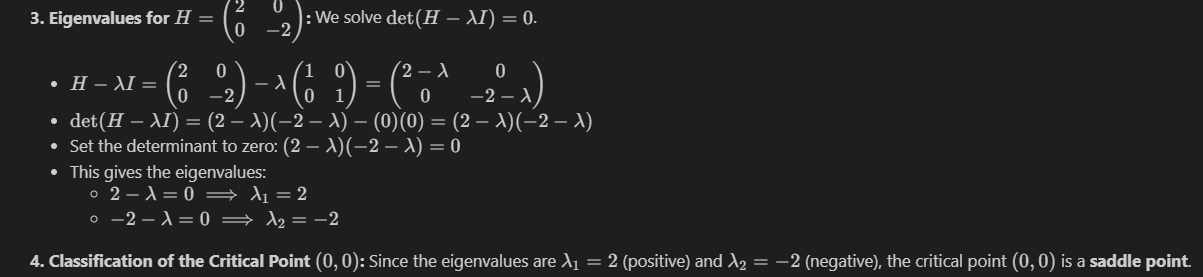 3. Eigenvalues for H = (2 0 0 −2): We solve det(H − λI) = 0.
• H − λI = (2 0 0 −2) − λ(1 0 0 1) = (2 − λ 0 0 −2 − λ)
• det(H − λI) = (2 − λ)(−2 − λ) − (0)(0) = (2 − λ)(−2 − λ)
• Set the determinant to zero: (2 − λ)(−2 − λ) = 0
• This gives the eigenvalues:
◦ 2 − λ = 0 ⟹ λ₁ = 2
◦ −2 − λ = 0 ⟹ λ₂ = −2
4. Classification of the Critical Point (0, 0): Since the eigenvalues are λ₁ = 2 (positive) and λ₂ = −2 (negative), the critical point (0, 0) is a saddle point.